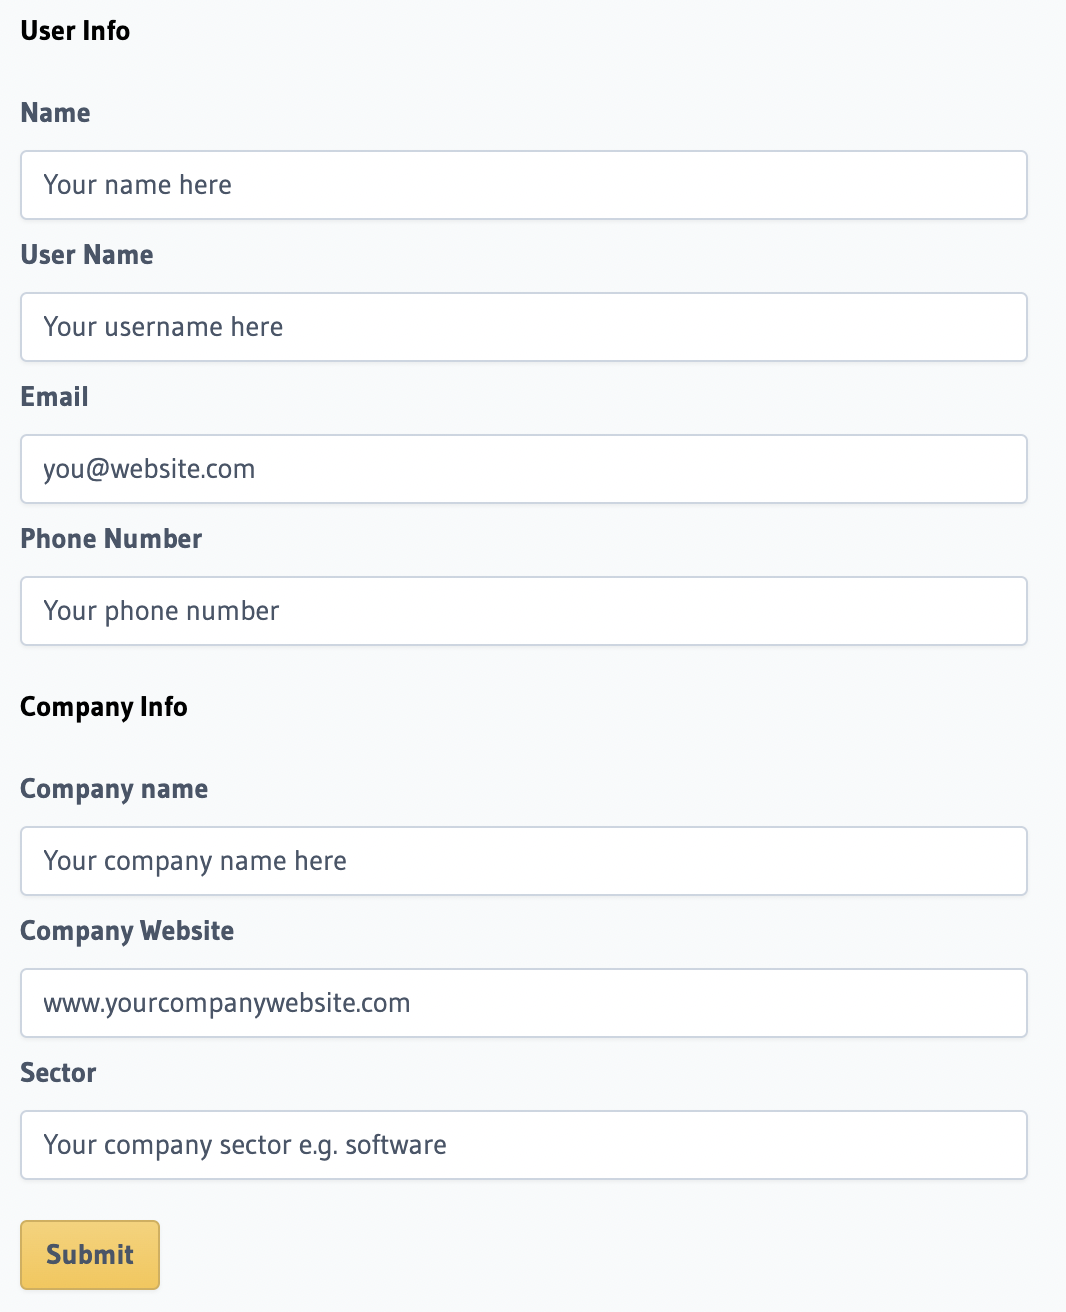 User Info
Name
Your name here
User Name
Your username here
Email
you@website.com
Phone Number
Your phone number
Company Info
Company name
Your company name here
Company Website
www.yourcompanywebsite.com
Sector
Your company sector e.g. software
Submit